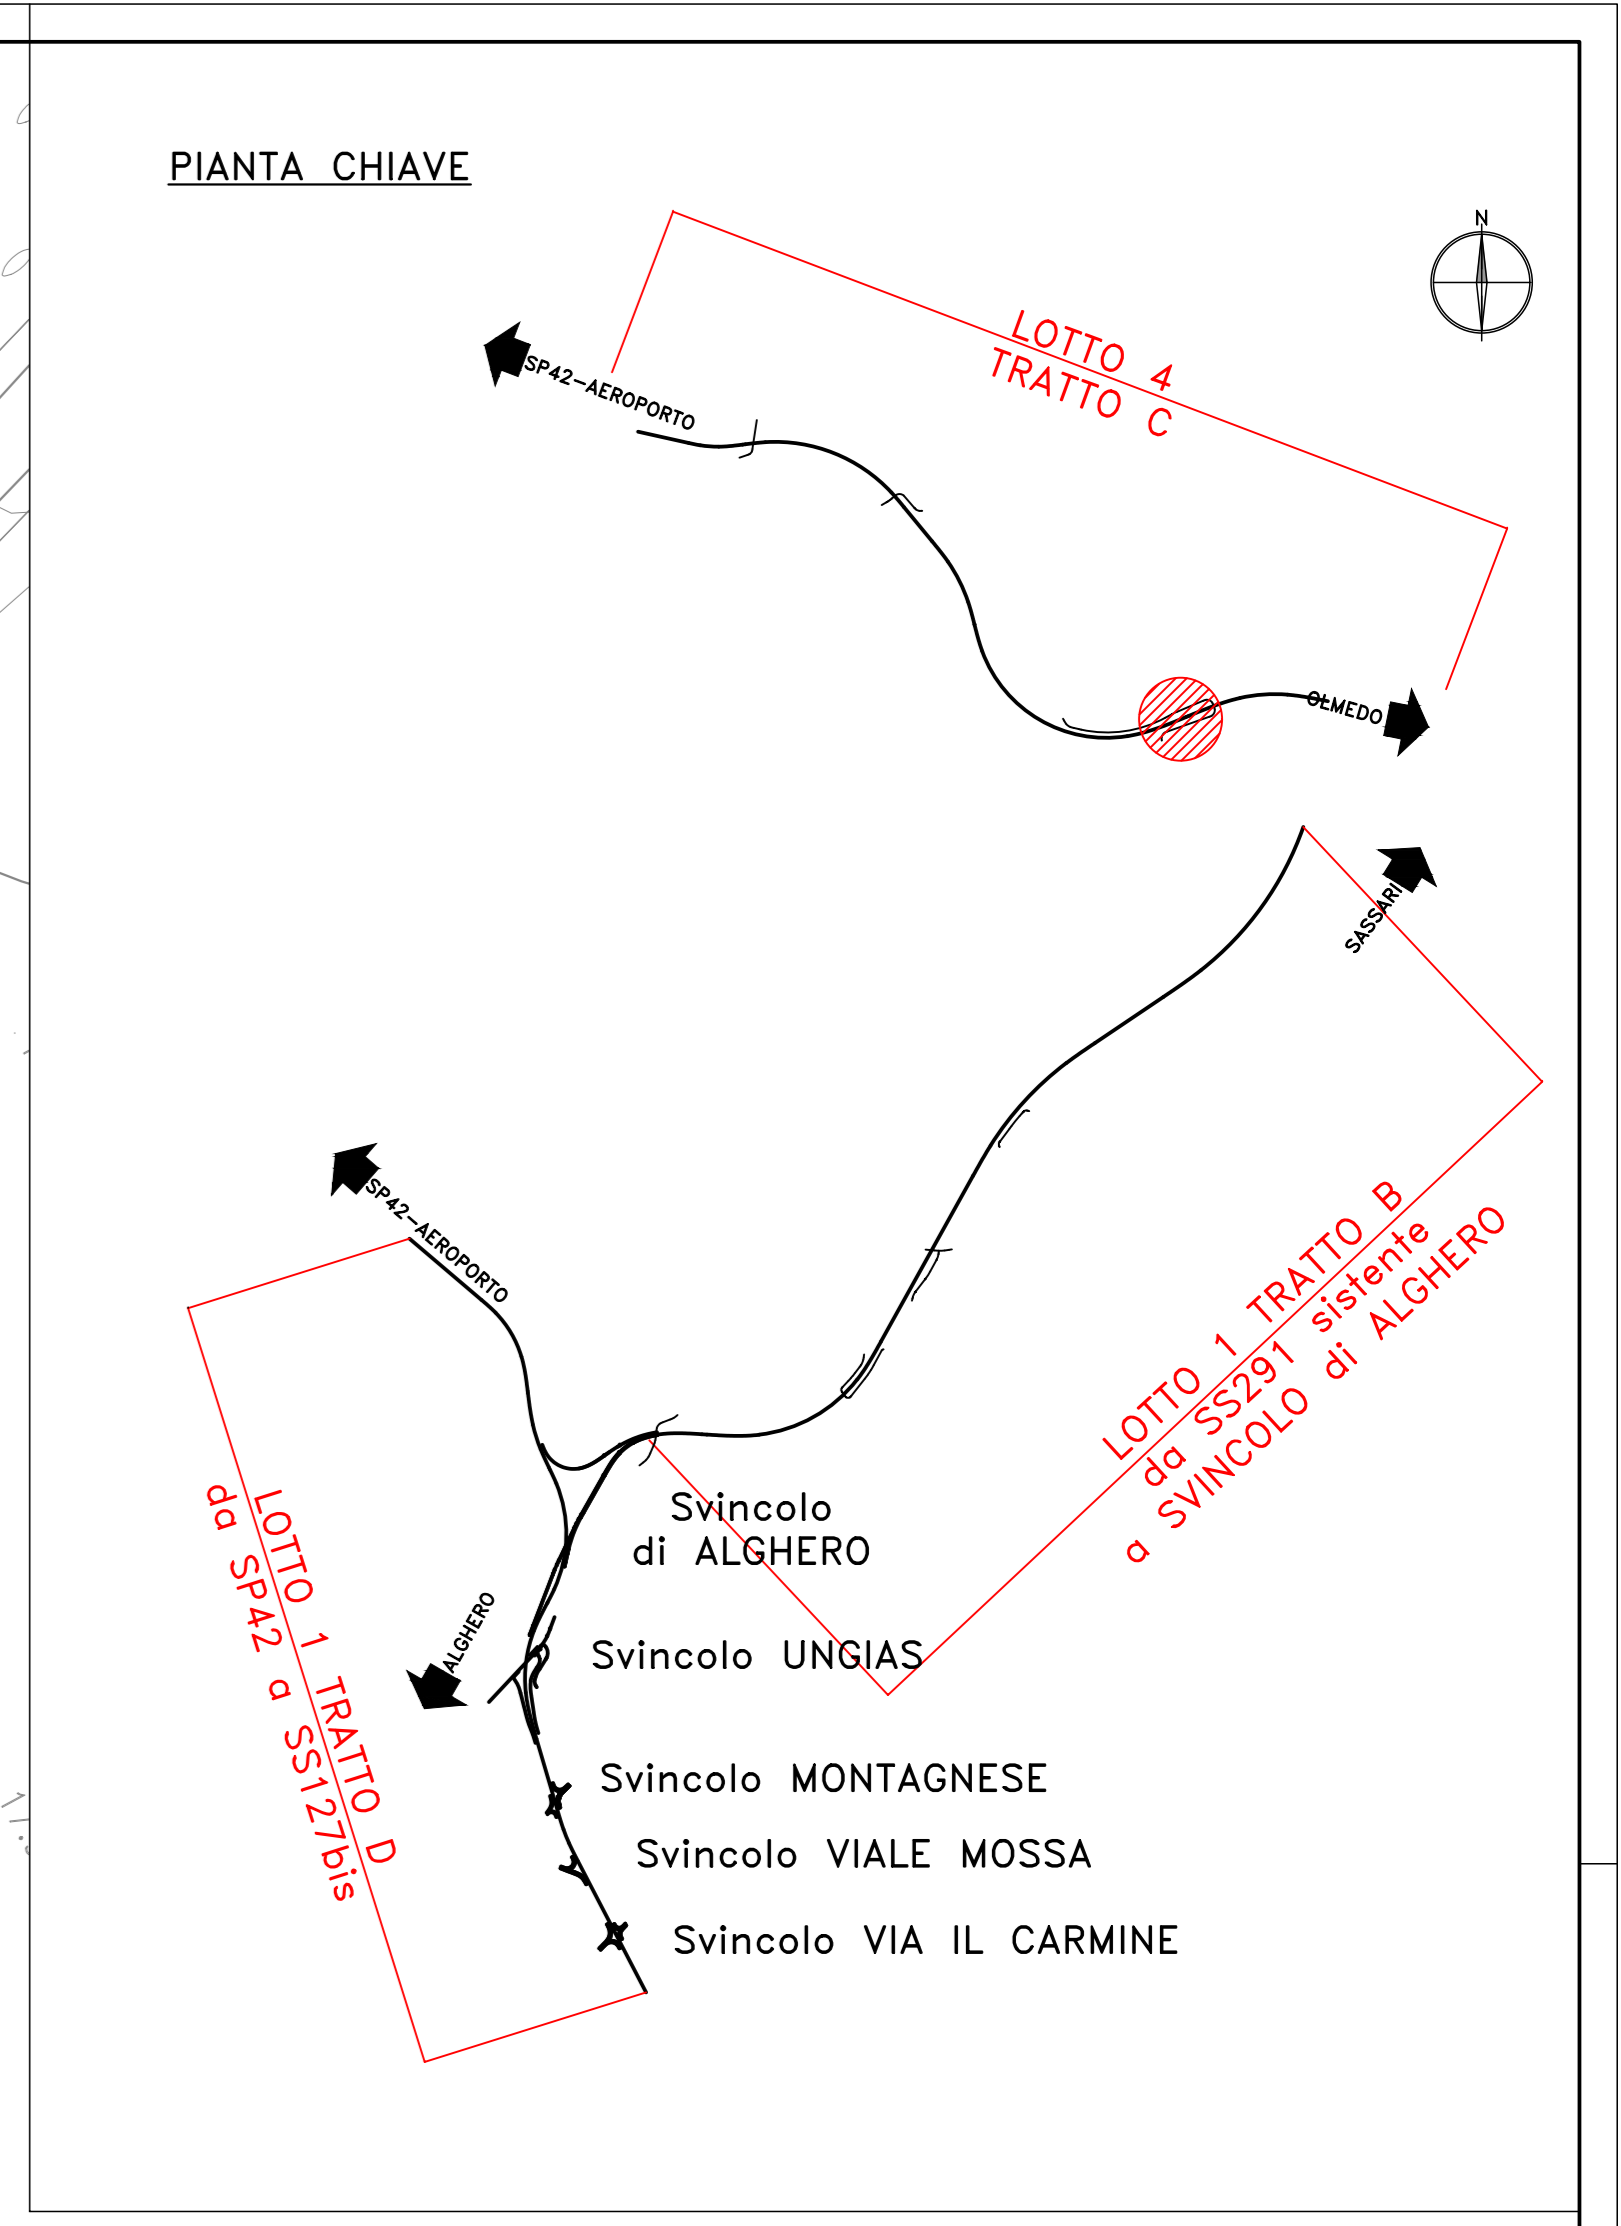 PIANTA CHIAVE
N
LOTTO 4
TRATTO C
SP42-AEROPORTO
OLMEDO
SASSARI
SP42-AEROPORTO
LOTTO 1 TRATTO B
da SS291 sistente
a SVINCOLO di ALGHERO
Svincolo
di ALGHERO
LOTTO 1 TRATTO D
da SP42 a SS127bis
ALGHERO
Svincolo UNGIAS
Svincolo MONTAGNESE
Svincolo VIALE MOSSA
Svincolo VIA IL CARMINE